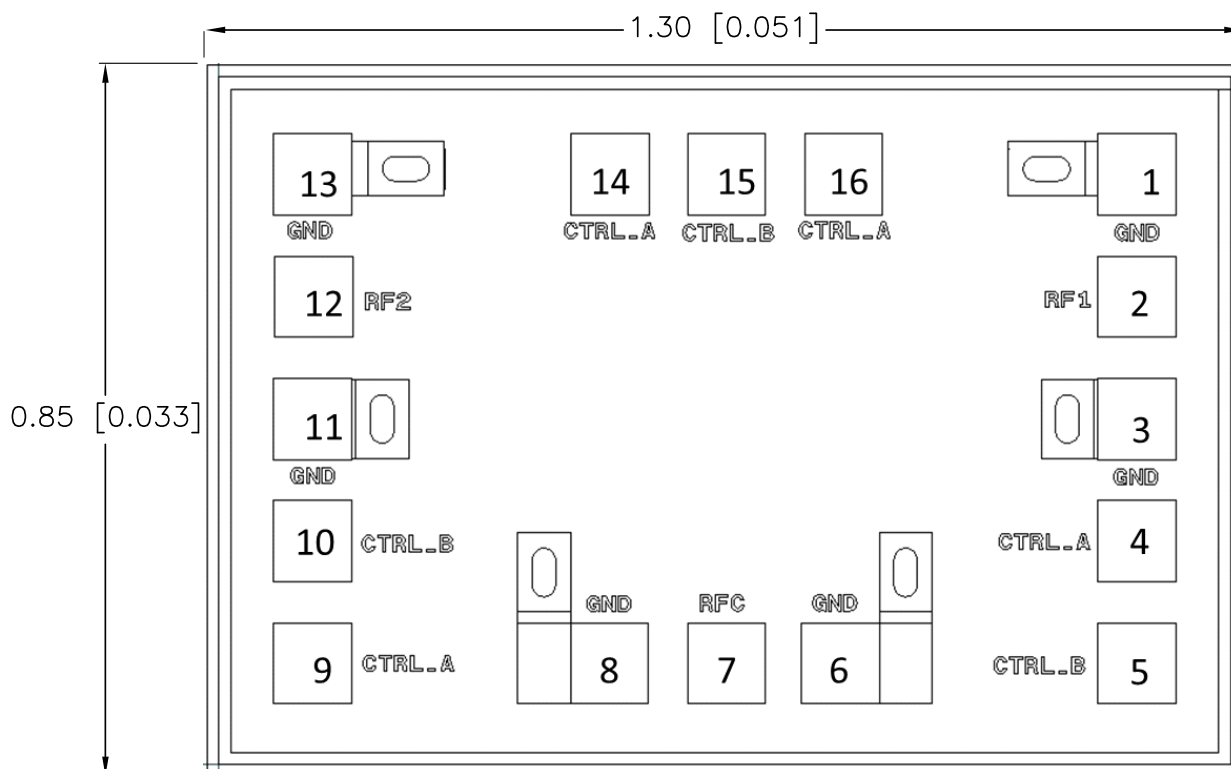 1.30 [0.051]
13 14 15 16 1
GND CTRL_A CTRL_B CTRL_A GND
12 RF2 RF1 2
0.85 [0.033]
11 3
GND GND
10 CTRL_B CTRL_A 4
GND RFC GND
9 CTRL_A 8 7 6 CTRL_B 5